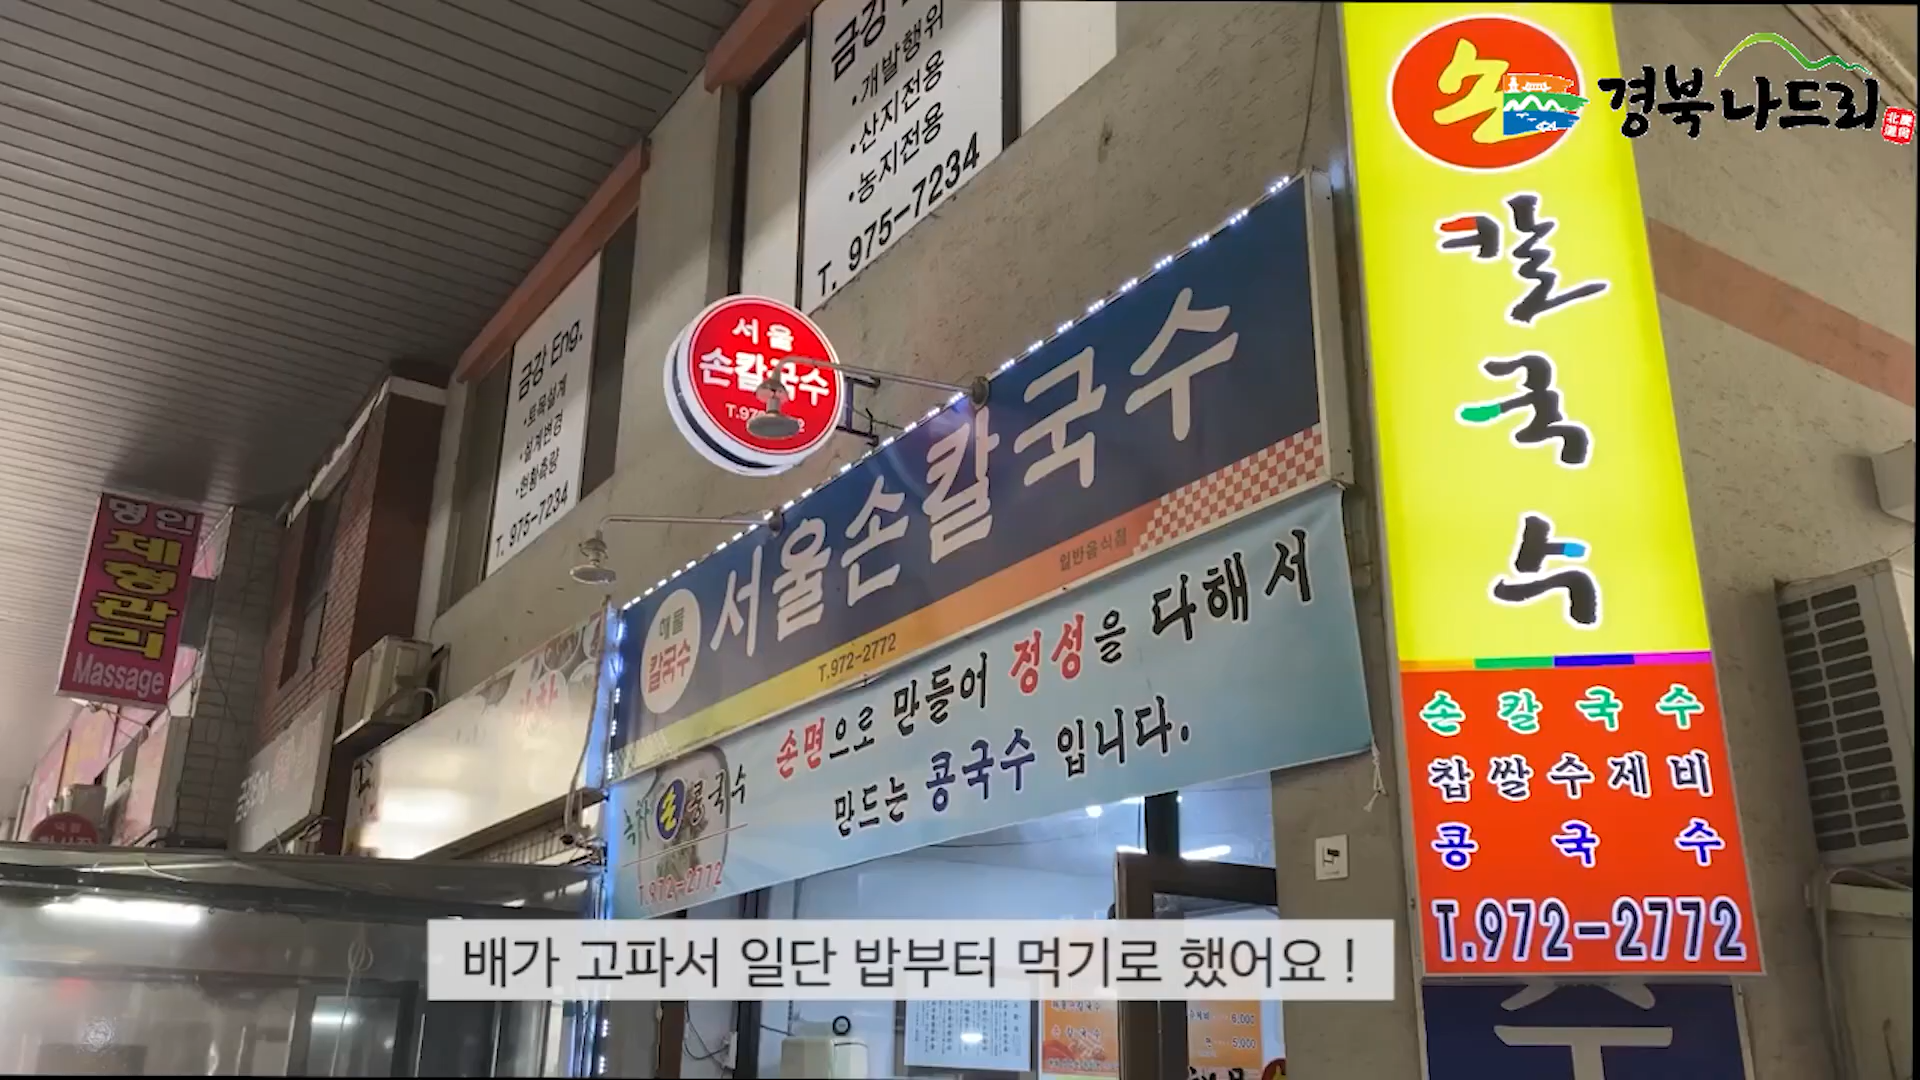 금강
•개발행위
•산지전용
•농지전용
T. 975-7234
금강 Eng.
•토목설계
•설계변경
•현황측량
T. 975-7234
서울
손칼국수
명인
체형관리
Massage
해물
칼국수
서울손칼국수
일반음식점
T.972-2772
손면으로 만들어 정성을 다해서
만드는 콩국수 입니다.
손콩국수
T.972-2772
손
칼
국
수
손칼국수
찹쌀수제비
콩국수
T.972-2772
경북나드리
배가 고파서 일단 밥부터 먹기로 했어요!
6,000
5,000